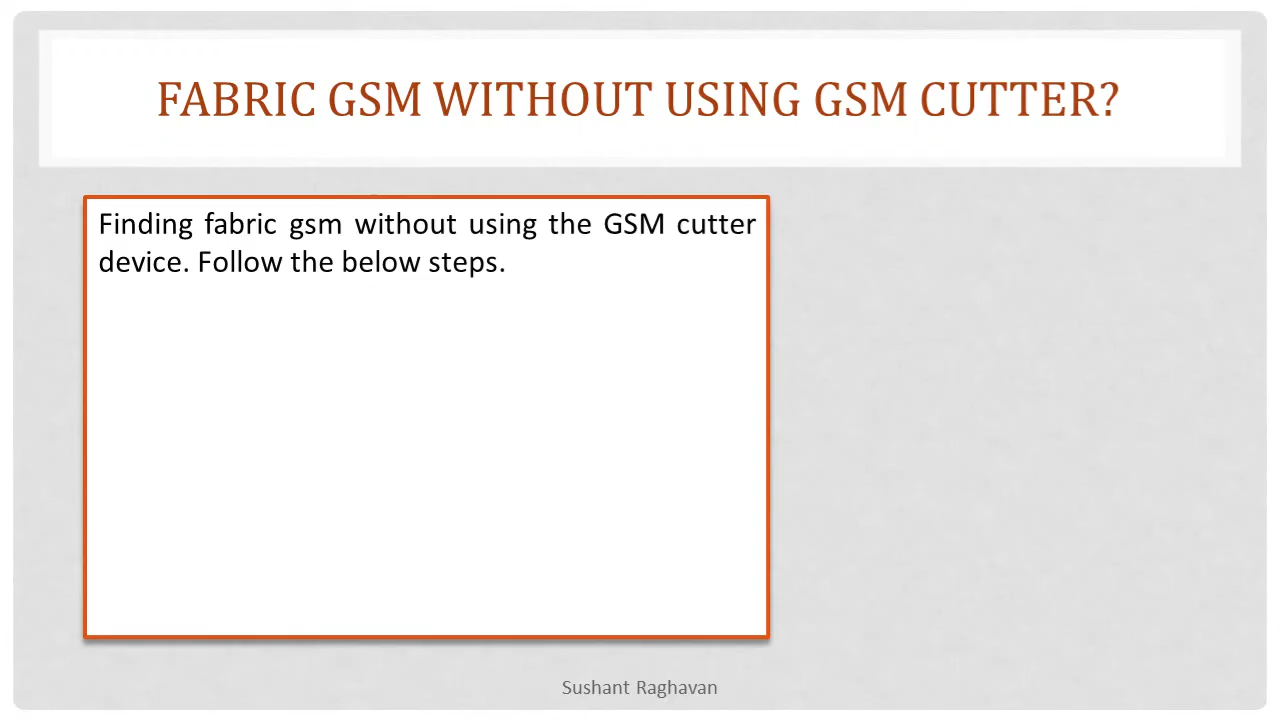 FABRIC GSM WITHOUT USING GSM CUTTER?
Finding fabric gsm without using the GSM cutter
device. Follow the below steps.
Sushant Raghavan